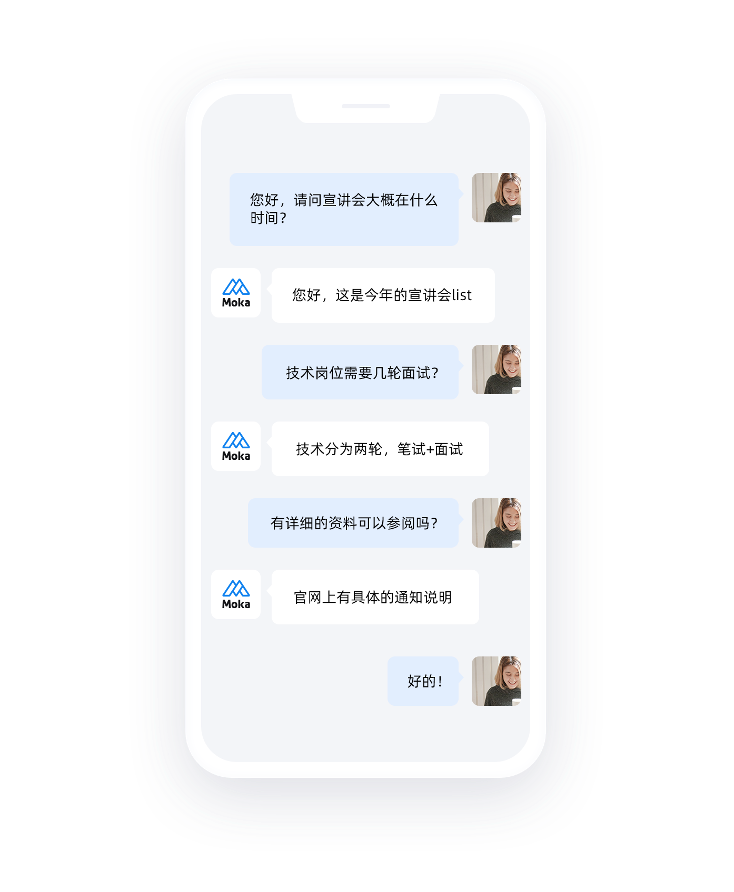 您好，请问宣讲会大概在什么
时间？
Moka
您好，这是今年的宣讲会list
技术岗位需要几轮面试？
Moka
技术分为两轮，笔试+面试
有详细的资料可以参阅吗？
Moka
官网上有具体的通知说明
好的！